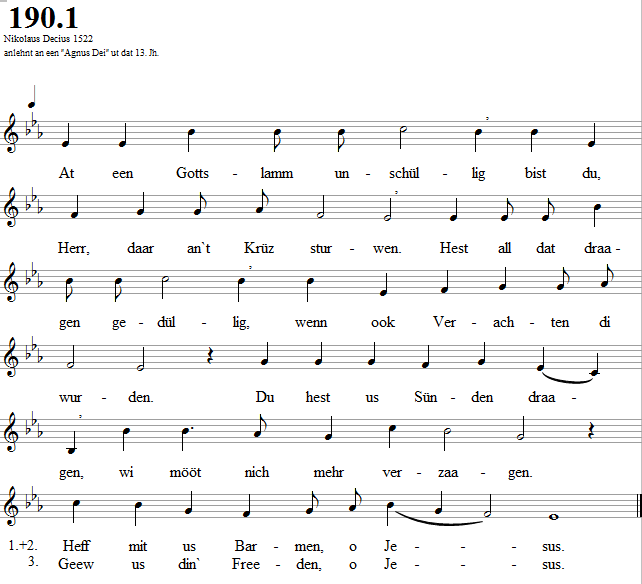 190.1
Nikolaus Decius 1522
anlehnt an een "Agnus Dei" ut dat 13. Jh.
At een Gotts - lamm un - schül - lig bist du,
Herr, daar an`t Krüz stur - wen. Hest all dat draa -
gen ge - dül - lig, wenn ook Ver - ach - ten di
wur - den. Du hest us Sün - den draa -
gen, wi mööt nich mehr ver - zaa - gen.
1.+2. Heff mit us Bar - men, o Je - - - sus.
3. Geew us din` Free - den, o Je - - - sus.